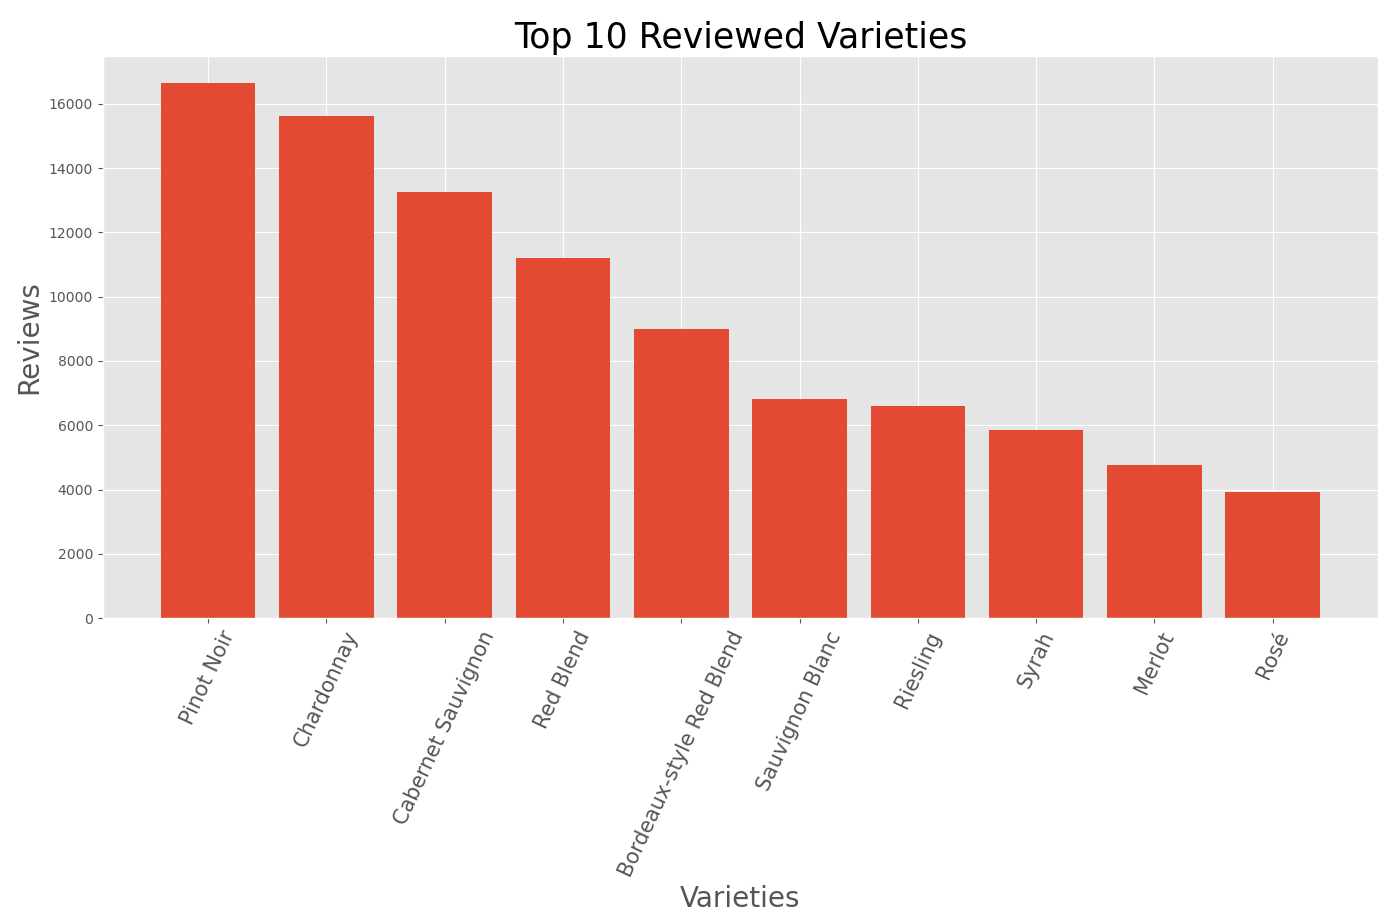 Top 10 Reviewed Varieties
Reviews
16000
14000
12000
10000
8000
6000
4000
2000
0
Pinot Noir
Chardonnay
Cabernet Sauvignon
Red Blend
Bordeaux-style Red Blend
Sauvignon Blanc
Riesling
Syrah
Merlot
Rosé
Varieties